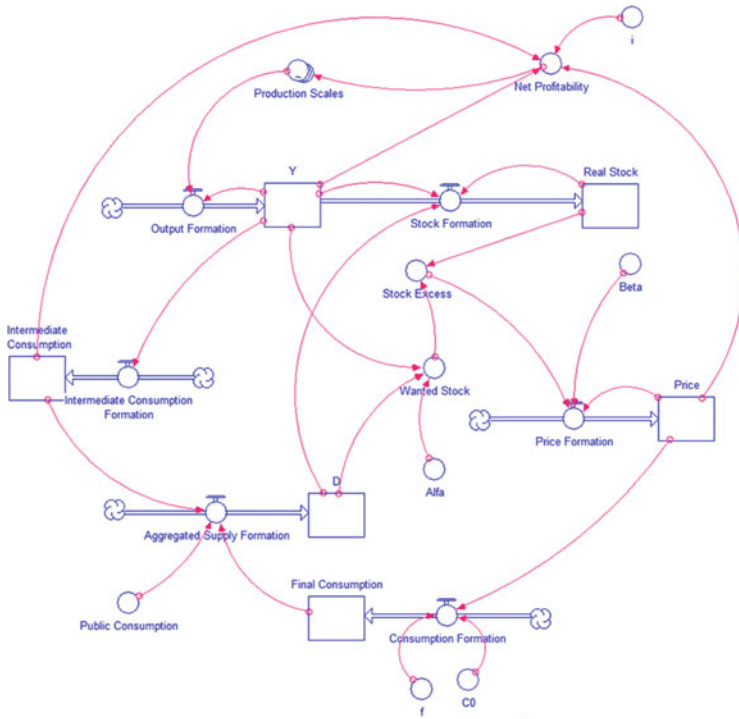 i
Production Scales
Net Profitability
Y
Real Stock
Output Formation
Stock Formation
Stock Excess
Beta
Intermediate
Consumption
Wanted Stock
Intermediate Consumption
Formation
Price
Price Formation
Alfa
D
Aggregated Supply Formation
Final Consumption
Public Consumption
Consumption Formation
f
C0